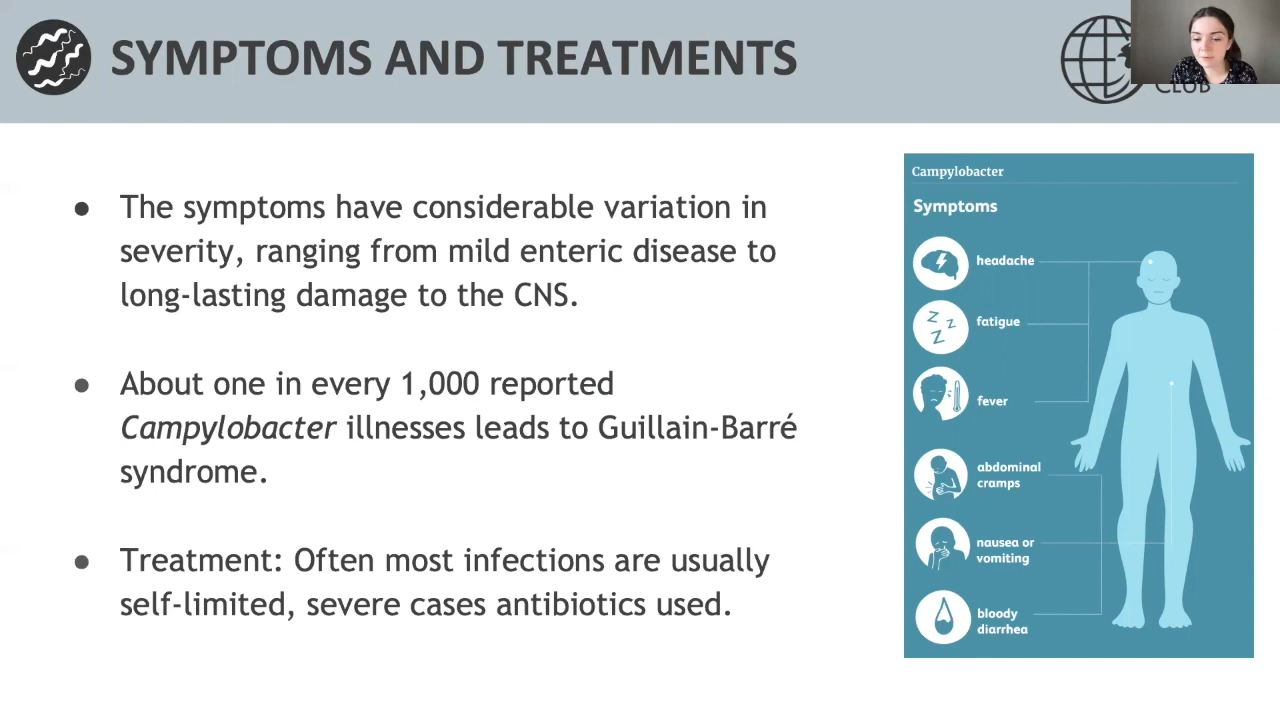 SYMPTOMS AND TREATMENTS
CLUB
● The symptoms have considerable variation in
severity, ranging from mild enteric disease to
long-lasting damage to the CNS.
● About one in every 1,000 reported
Campylobacter illnesses leads to Guillain-Barré
syndrome.
● Treatment: Often most infections are usually
self-limited, severe cases antibiotics used.
Campylobacter
Symptoms
headache
fatigue
fever
abdominal
cramps
nausea or
vomiting
bloody
diarrhea